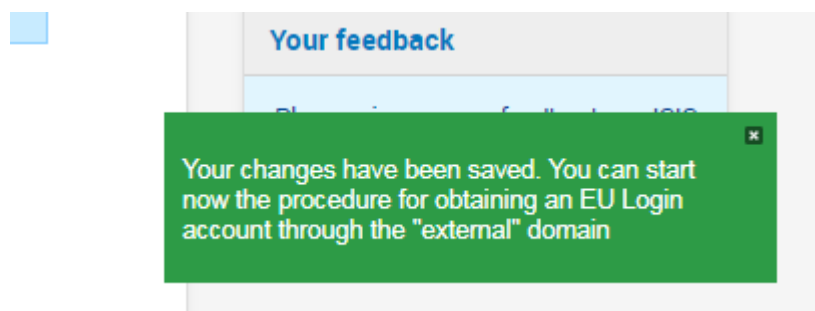 Your feedback
Your changes have been saved. You can start
now the procedure for obtaining an EU Login
account through the "external" domain